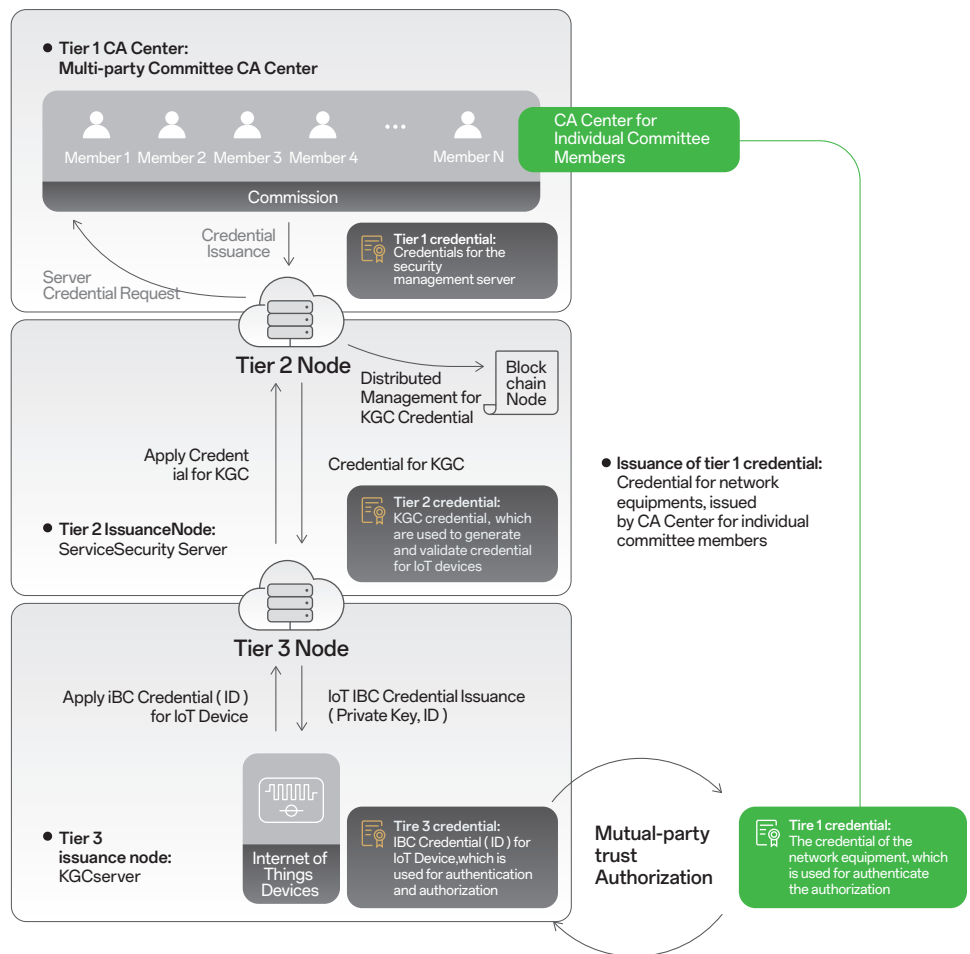 Tier 1 CA Center:
Multi-party Committee CA Center
Member 1
Member 2
Member 3
Member 4
...
Member N
CA Center for
Individual Committee
Members
Commission
Credential
Issuance
Tier 1 credential:
Credentials for the
security
management server
Server
Credential Request
Tier 2 Node
Distributed
Management for
KGC Credential
Block
chain
Node
Apply Credent
ial for KGC
Credential for KGC
Tier 2 IssuanceNode:
ServiceSecurity Server
Tier 2 credential:
KGC credential, which
are used to generate
and validate credential
for IoT devices
Issuance of tier 1 credential:
Credential for network
equipments, issued
by CA Center for individual
committee members
Tier 3 Node
Apply iBC Credential ( ID )
for IoT Device
IoT IBC Credential Issuance
( Private Key, ID )
Tier 3
issuance node:
KGCserver
Internet of
Things
Devices
Tire 3 credential:
IBC Credential ( ID ) for
IoT Device,which is
used for authentication
and authorization
Mutual-party
trust
Authorization
Tire 1 credential:
The credential of the
network equipment, which
is used for authenticate
the authorization